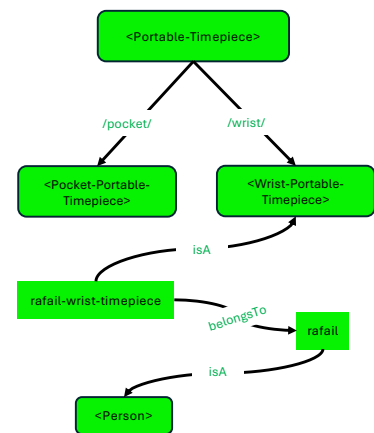 <Portable-Timepiece>
/pocket/
/wrist/
<Pocket-Portable-
Timepiece>
<Wrist-Portable-
Timepiece>
isA
rafail-wrist-timepiece
belongsTo
rafail
isA
<Person>